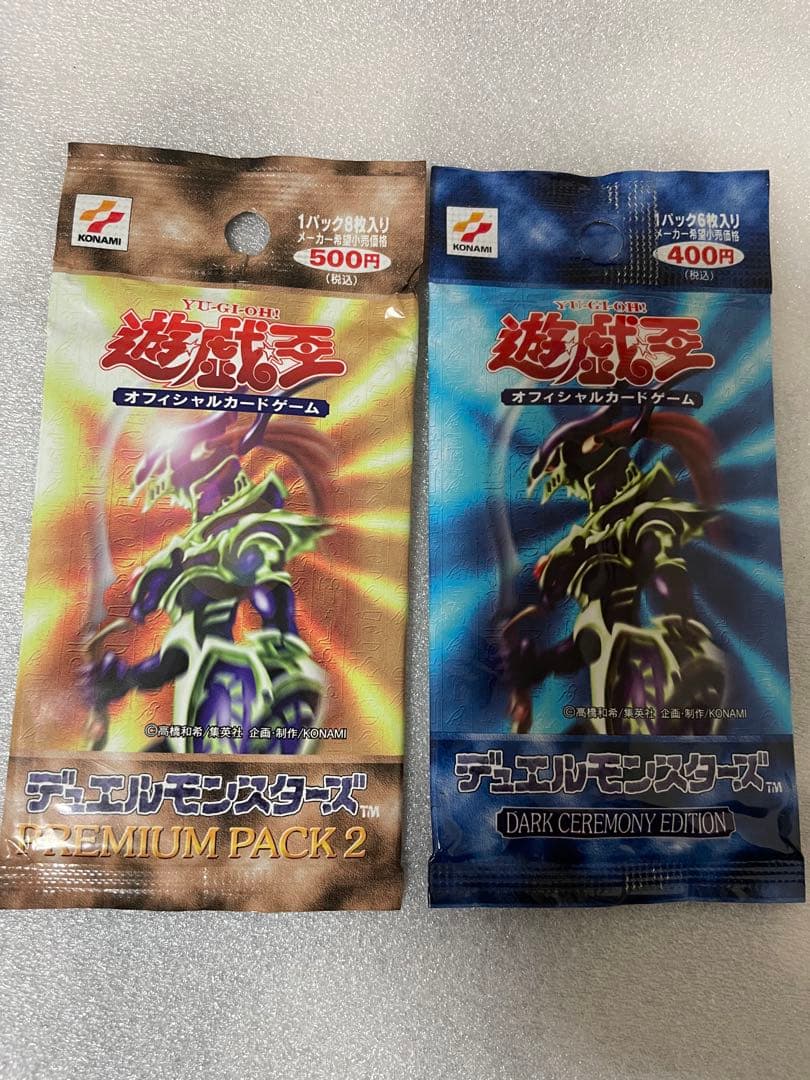 KONAMI
1パック8枚入り
メーカー希望小売価格
500円
(税込)
YU-GI-OH!
遊戯王
オフィシャルカードゲーム
©高橋和希/集英社 企画・制作/KONAMI
デュエルモンスターズ™
PREMIUM PACK 2
KONAMI
1パック6枚入り
メーカー希望小売価格
400円
(税込)
YU-GI-OH!
遊戯王
オフィシャルカードゲーム
©高橋和希/集英社 企画・制作/KONAMI
デュエルモンスターズ™
DARK CEREMONY EDITION